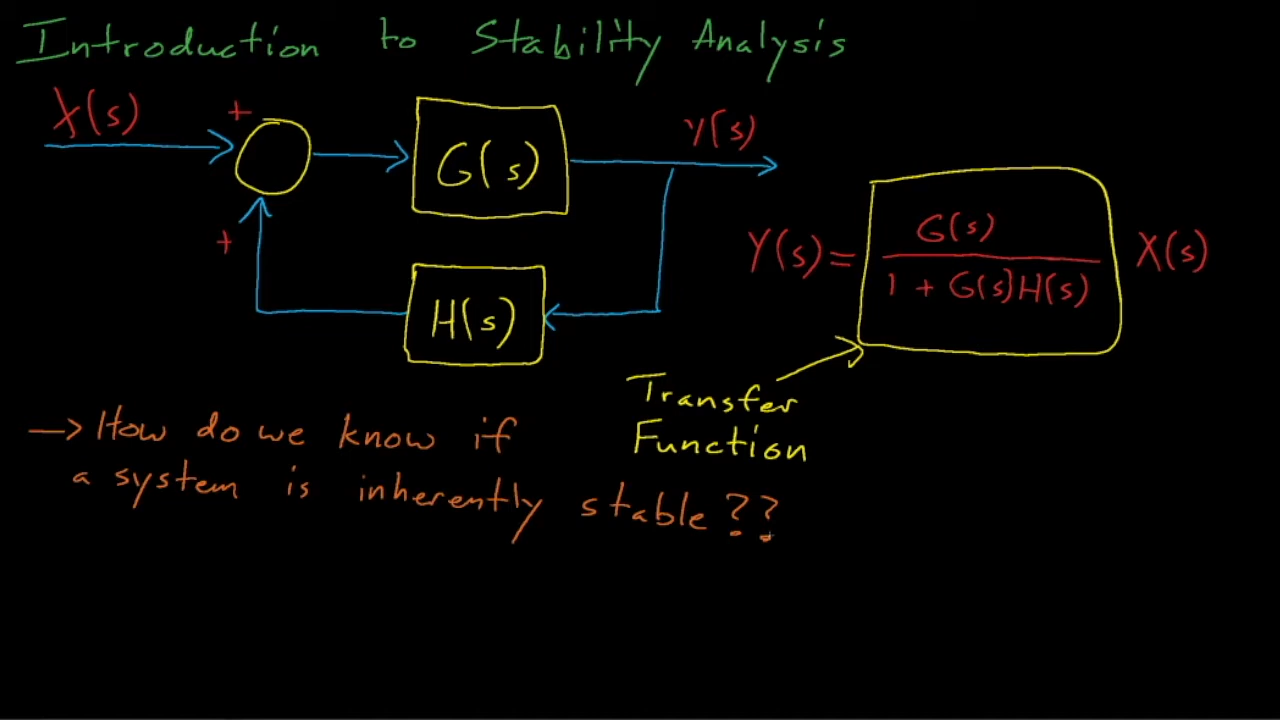 Introduction to Stability Analysis
X(s)
+
G(s)
Y(s)
+
H(s)
Y(s) = G(s) / 1 + G(s)H(s) X(s)
Transfer
Function
→ How do we know if
a system is inherently stable??